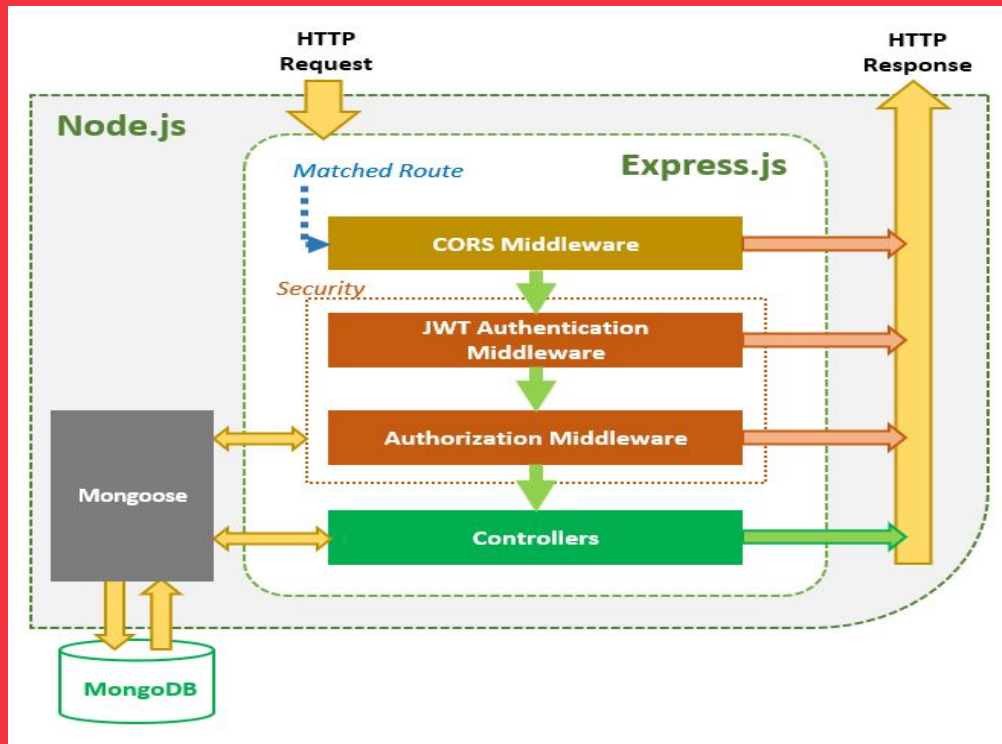 HTTP
Request
HTTP
Response
Node.js
Express.js
Matched Route
CORS Middleware
Security
JWT Authentication
Middleware
Authorization Middleware
Mongoose
Controllers
MongoDB